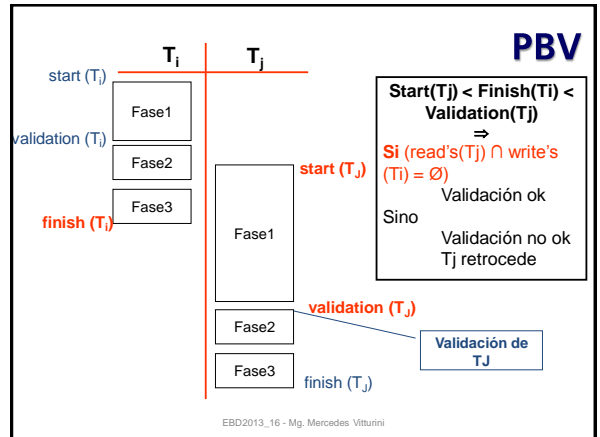 PBV
Ti
Tj
start (Ti)
Fase1
validation (Ti)
Fase2
Fase3
finish (Ti)
start (TJ)
Fase1
validation (TJ)
Fase2
Fase3
finish (TJ)
Start(Tj) < Finish(Ti) <
Validation(Tj)
⇒
Si (read's(Tj) ∩ write's
(Ti) = Ø)
Validación ok
Sino
Validación no ok
Tj retrocede
Validación de
TJ
EBD2013_16 - Mg. Mercedes Vitturini